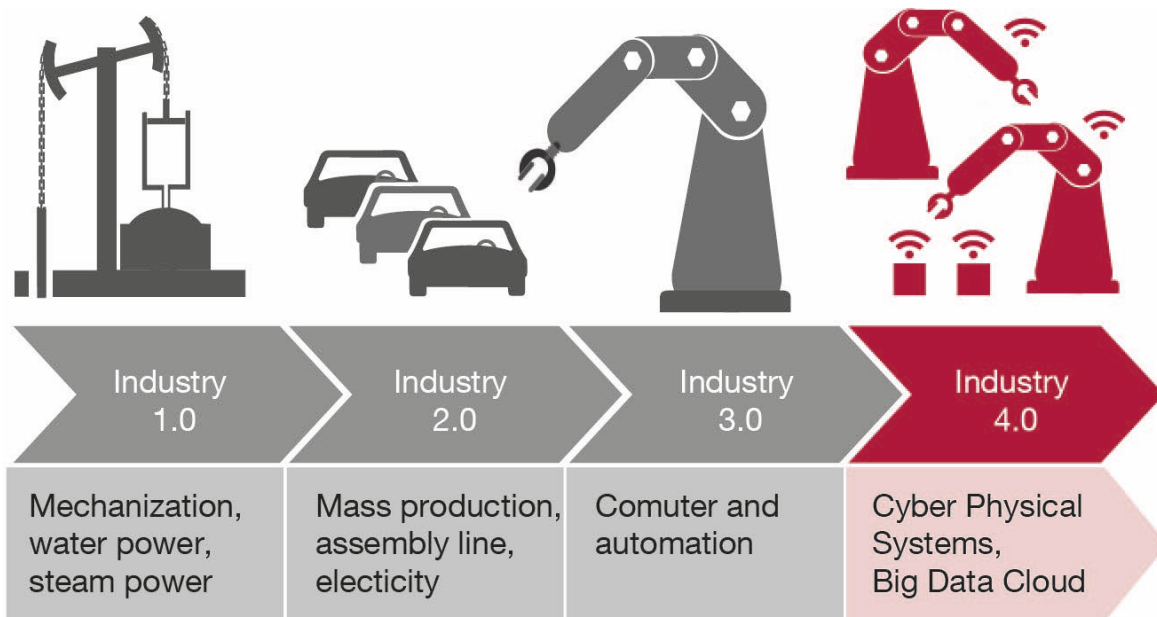 Industry
1.0
Industry
2.0
Industry
3.0
Industry
4.0
Mechanization,
water power,
steam power
Mass production,
assembly line,
electicity
Comuter and
automation
Cyber Physical
Systems,
Big Data Cloud